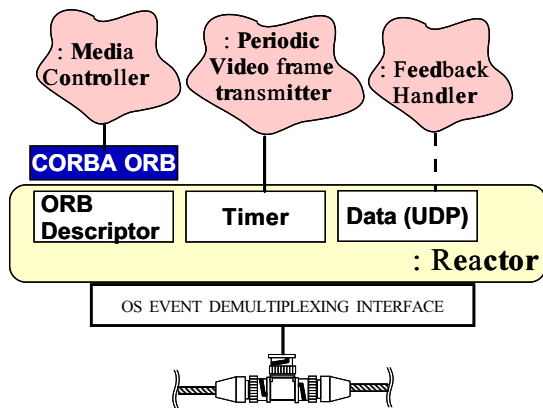 : Media
Controller
: Periodic
Video frame
transmitter
: Feedback
Handler
CORBA ORB
ORB
Descriptor
Timer
Data (UDP)
: Reactor
OS EVENT DEMULTIPLEXING INTERFACE